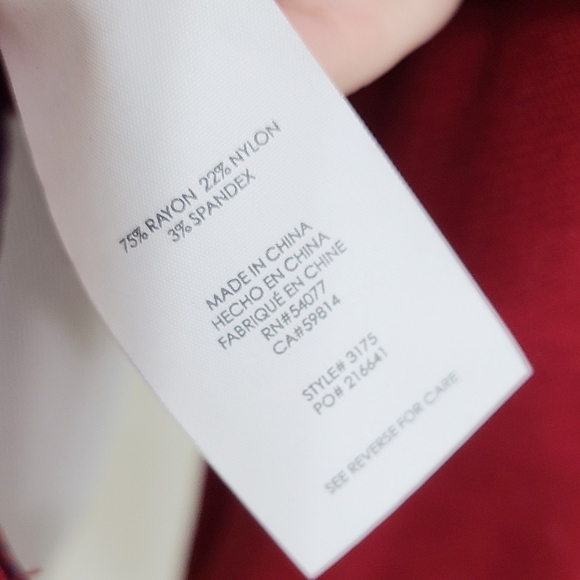 75% RAYON 22% NYLON
3% SPANDEX
MADE IN CHINA
HECHO EN CHINA
FABRIQUÉ EN CHINE
RN#54077
CA#59814
STYLE# 3175
PO# 216641
SEE REVERSE FOR CARE